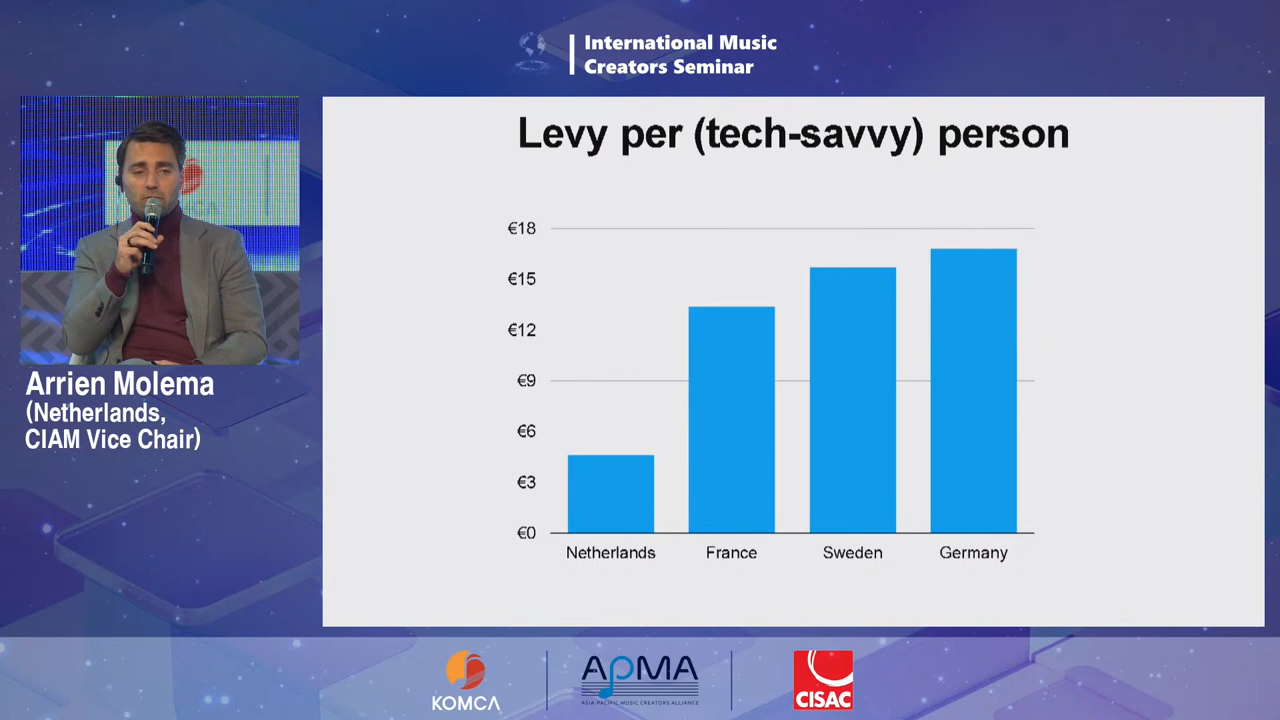 International Music
Creators Seminar
Levy per (tech-savvy) person
€18
€15
€12
€9
€6
€3
€0
Netherlands
France
Sweden
Germany
Arrien Molema
(Netherlands,
CIAM Vice Chair)
KOMCA
APMA
ASIA-PACIFIC MUSIC CREATORS ALLIANCE
CISAC